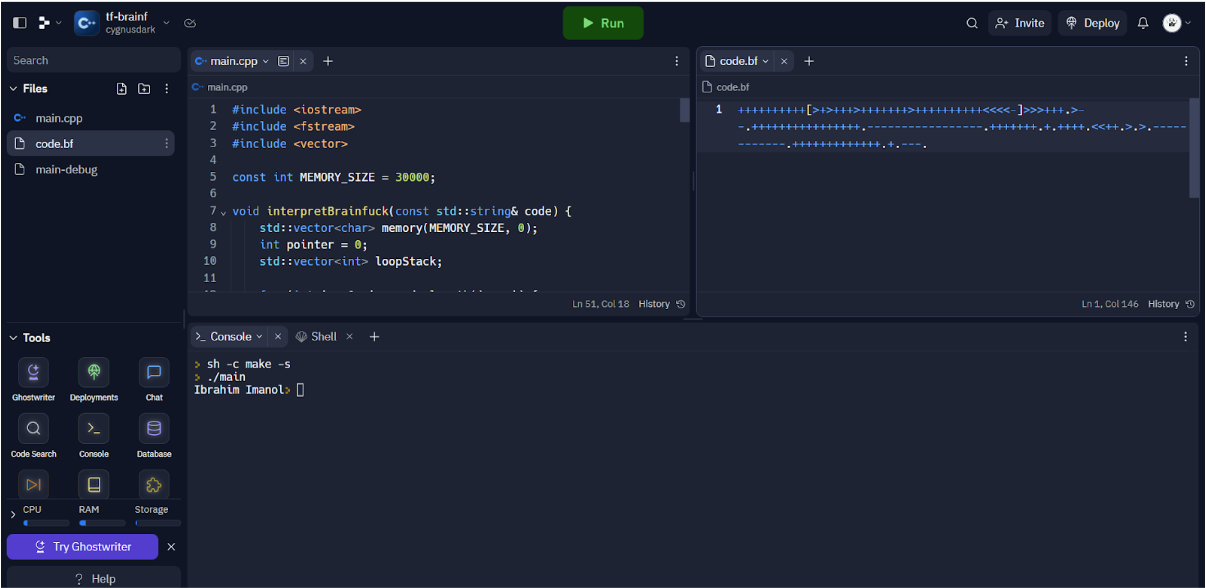 tf-brainf
cygnusdark
Run
Invite
Deploy
Search
Files
main.cpp
code.bf
main-debug
main.cpp
main.cpp
1 #include <iostream>
2 #include <fstream>
3 #include <vector>
4
5 const int MEMORY_SIZE = 30000;
6
7 void interpretBrainfuck(const std::string& code) {
8 std::vector<char> memory(MEMORY_SIZE, 0);
9 int pointer = 0;
10 std::vector<int> loopStack;
11
Ln 51, Col 18 History
code.bf
code.bf
1 ++++++++++[>+>+++>+++++++>++++++++++<<<<-]>>>+++.>-
-.++++++++++++++++.-----------------.+++++++.+.++++.<<++.>.>.-----
-------.+++++++++++++.+.---.
Ln 1, Col 146 History
Tools
Ghostwriter Deployments Chat
Code Search Console Database
CPU RAM Storage
Try Ghostwriter
? Help
>_ Console Shell
> sh -c make -s
> ./main
Ibrahim Imanol>